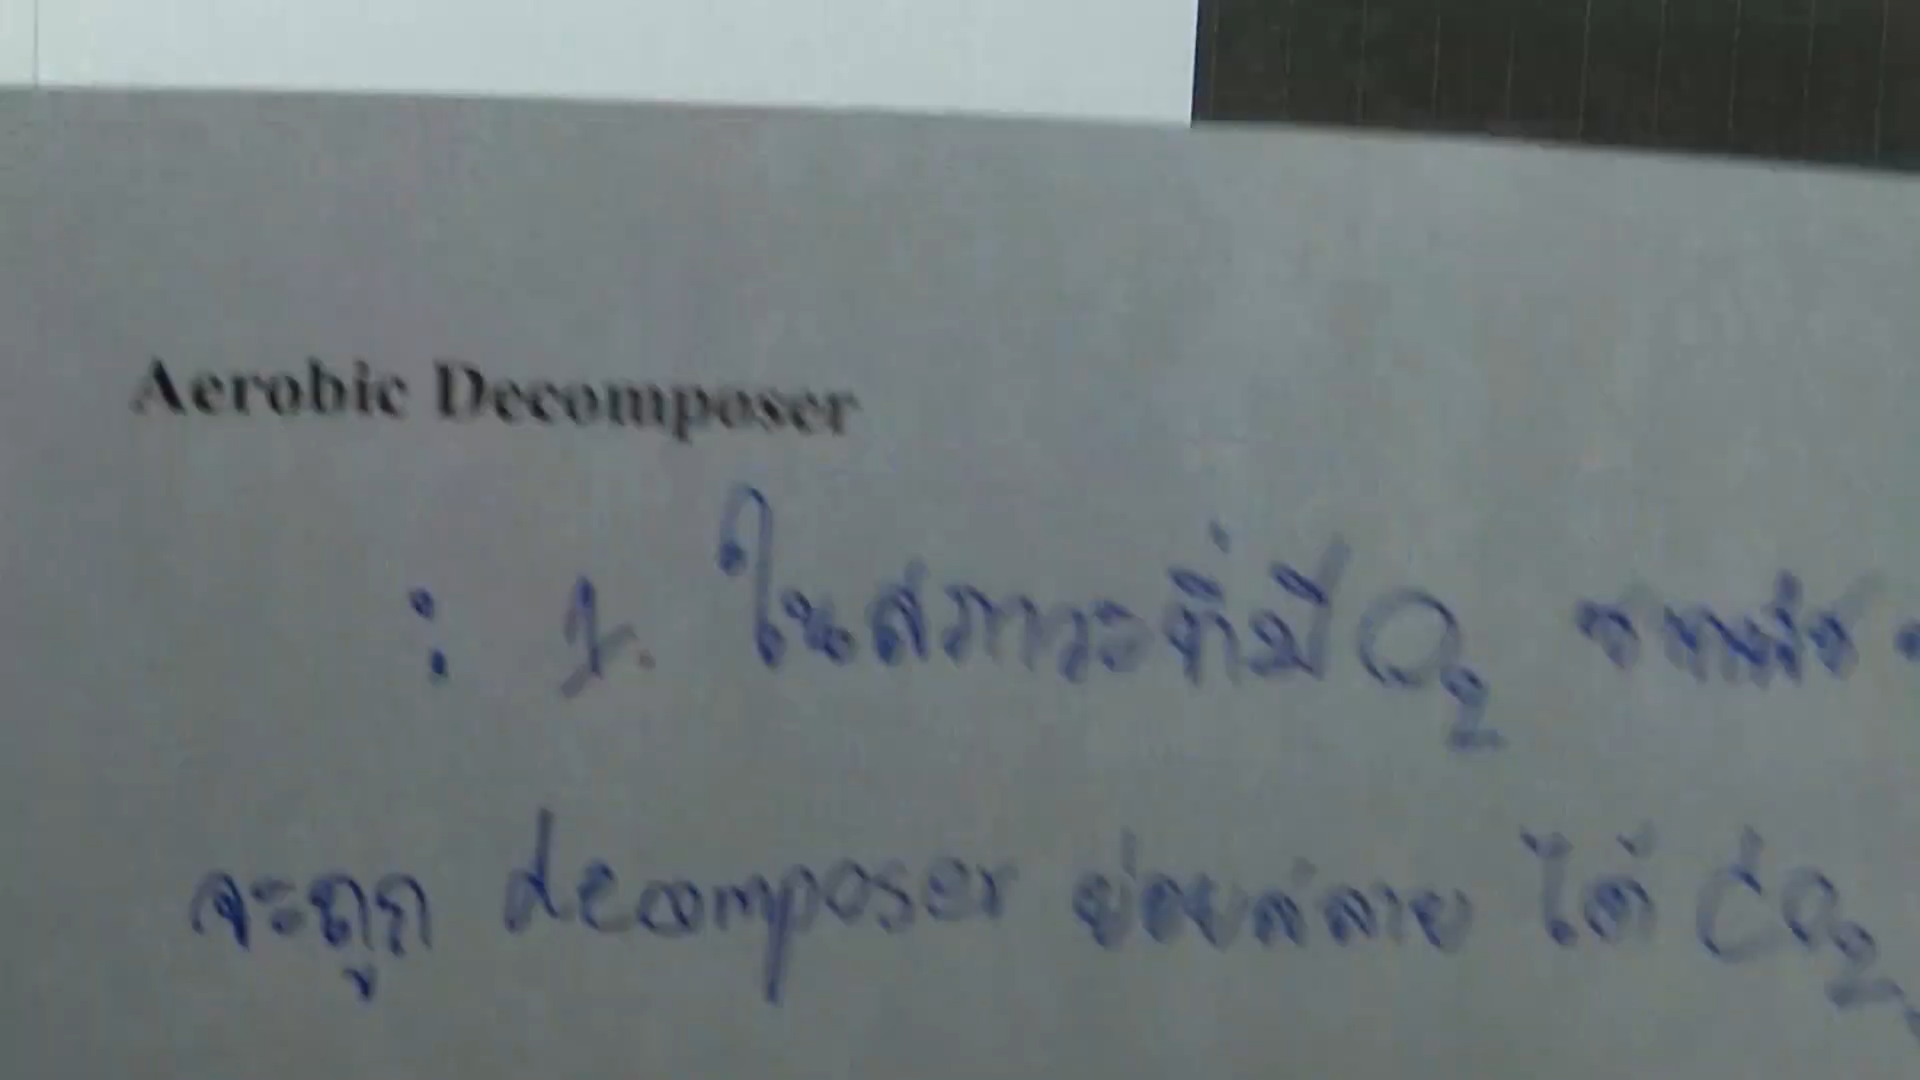 Aerobic Decomposer
: 1. ในสภาวะที่มี O₂
จะถูก decomposer ย่อยสลาย ได้ CO₂